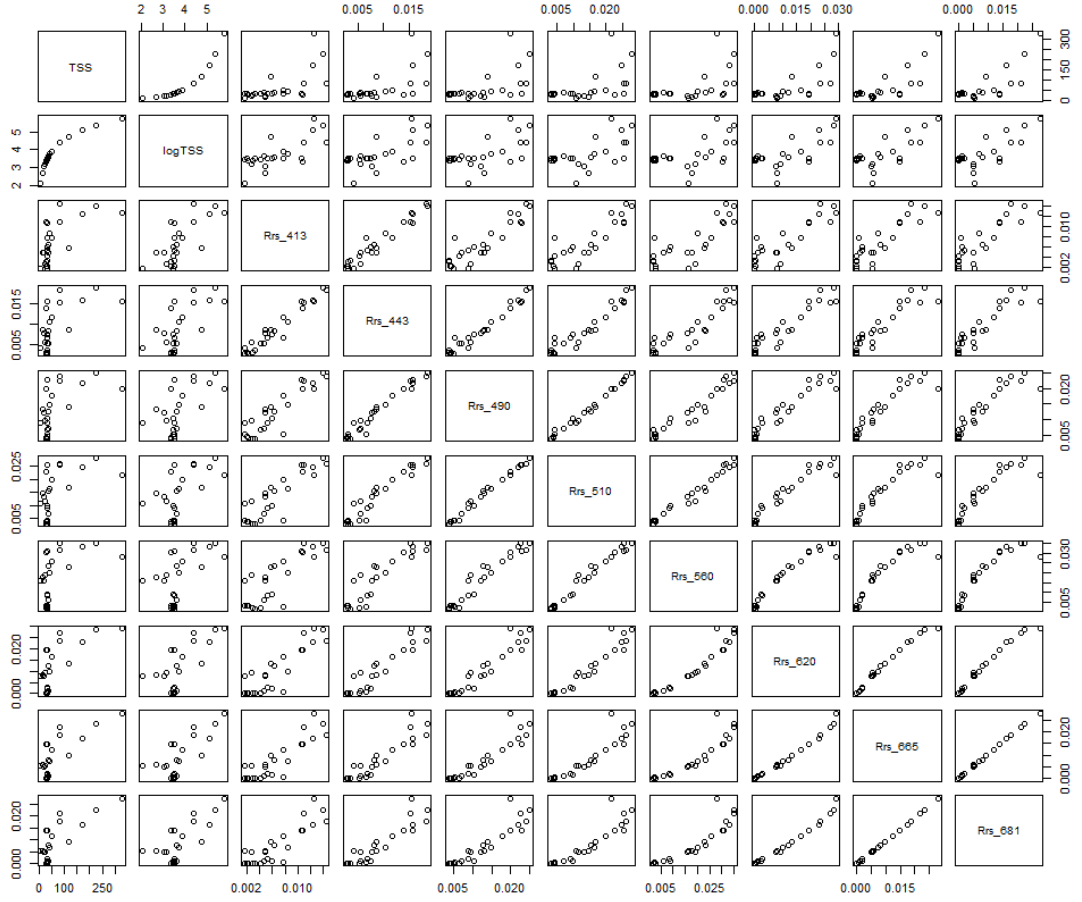 2 3 4 5 0.005 0.015 0.005 0.020 0.000 0.015 0.030 0.000 0.015
TSS 0 150 300
2 3 4 5 logTSS
Rrs_413 0.002 0.010
0.005 0.015 Rrs_443
Rrs_490 0.005 0.020
0.005 0.025 Rrs_510
Rrs_560 0.005 0.030
0.000 0.020 Rrs_620
Rrs_665 0.000 0.015
0.000 0.020 Rrs_681
0 100 250 0.002 0.010 0.005 0.020 0.005 0.025 0.000 0.015